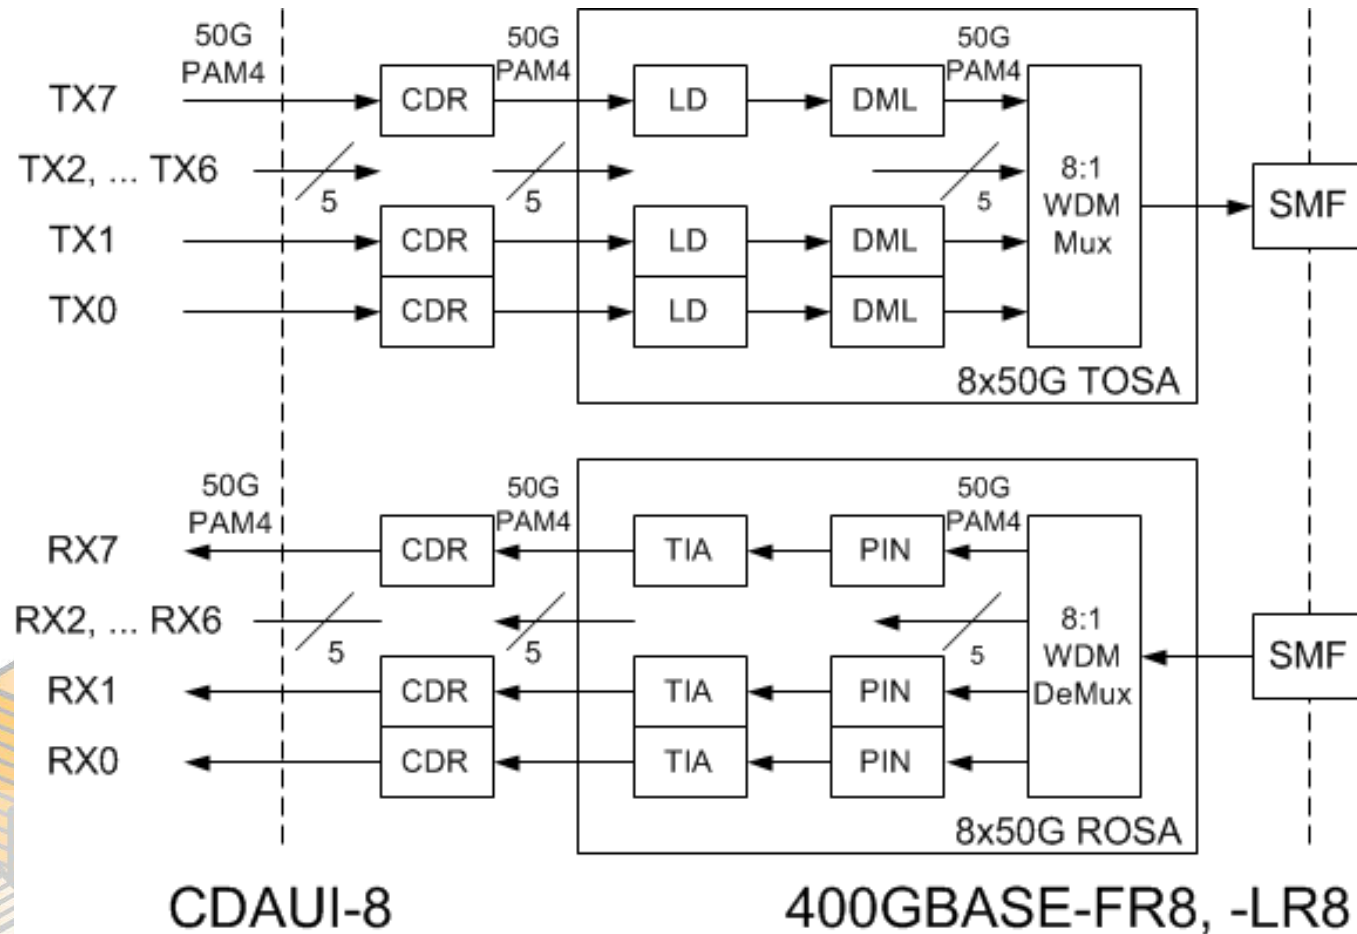 50G
PAM4
50G
PAM4
50G
PAM4
TX7
CDR
LD
DML
TX2, ... TX6
5
5
5
8:1
WDM
Mux
SMF
TX1
CDR
LD
DML
TX0
CDR
LD
DML
8x50G TOSA
50G
PAM4
50G
PAM4
50G
PAM4
RX7
CDR
TIA
PIN
RX2, ... RX6
5
5
5
8:1
WDM
DeMux
SMF
RX1
CDR
TIA
PIN
RX0
CDR
TIA
PIN
8x50G ROSA
CDAUI-8
400GBASE-FR8, -LR8